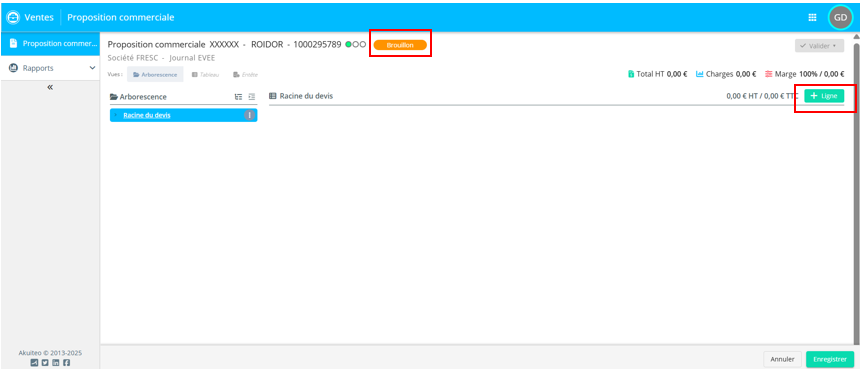 Ventes Proposition commerciale GD
Proposition commer...
Rapports
«
Proposition commerciale XXXXXX - ROIDOR - 1000295789 Brouillon
Valider
Société FRESC - Journal EVEE
Vues : Arborescence Tableau Entête
Total HT 0,00 € Charges 0,00 € Marge 100% / 0,00 €
Arborescence
Racine du devis 0,00 € HT / 0,00 € TTC + Ligne
Racine du devis 1
Akuiteo © 2013-2025
Annuler Enregistrer